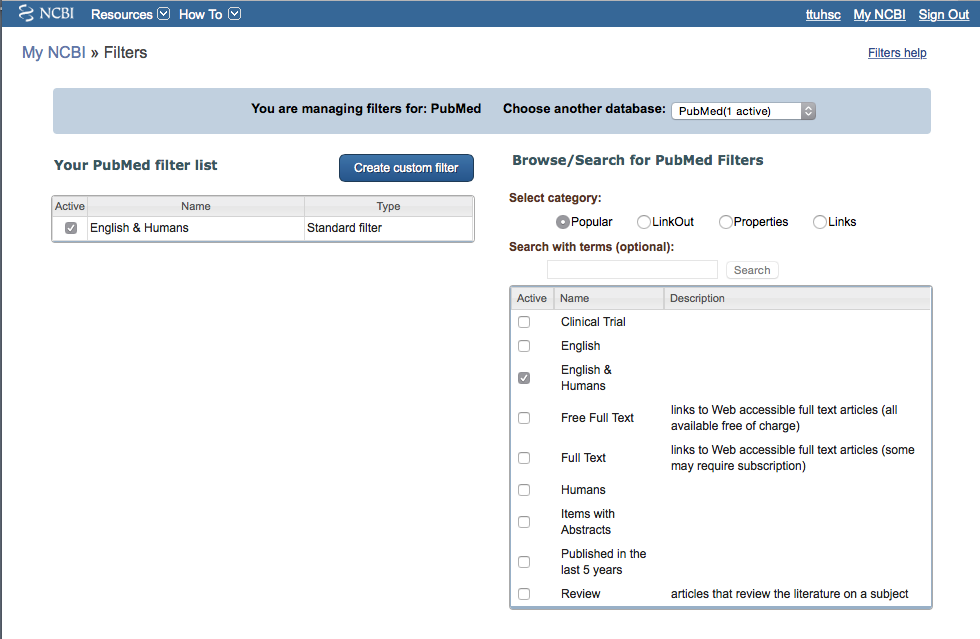 NCBI Resources How To ttuhsc My NCBI Sign Out
My NCBI » Filters Filters help
You are managing filters for: PubMed Choose another database: PubMed(1 active)
Your PubMed filter list
Create custom filter
Active Name Type
English & Humans Standard filter
Browse/Search for PubMed Filters
Select category:
Popular LinkOut Properties Links
Search with terms (optional):
Search
Active Name Description
Clinical Trial
English
English &
Humans
Free Full Text links to Web accessible full text articles (all
available free of charge)
Full Text links to Web accessible full text articles (some
may require subscription)
Humans
Items with
Abstracts
Published in the
last 5 years
Review articles that review the literature on a subject